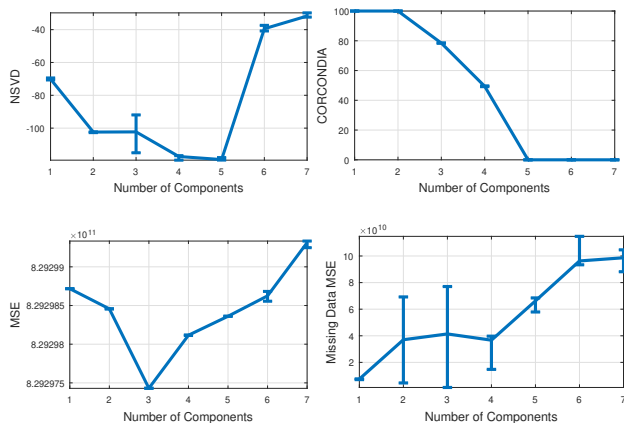 -40
-60
-80
-100
NSVD
1 2 3 4 5 6 7
Number of Components
100
80
60
40
20
0
CORCONDIA
1 2 3 4 5 6 7
Number of Components
×10^11
8.29299
8.292985
8.29298
8.292975
MSE
1 2 3 4 5 6 7
Number of Components
×10^10
10
8
6
4
2
Missing Data MSE
1 2 3 4 5 6 7
Number of Components